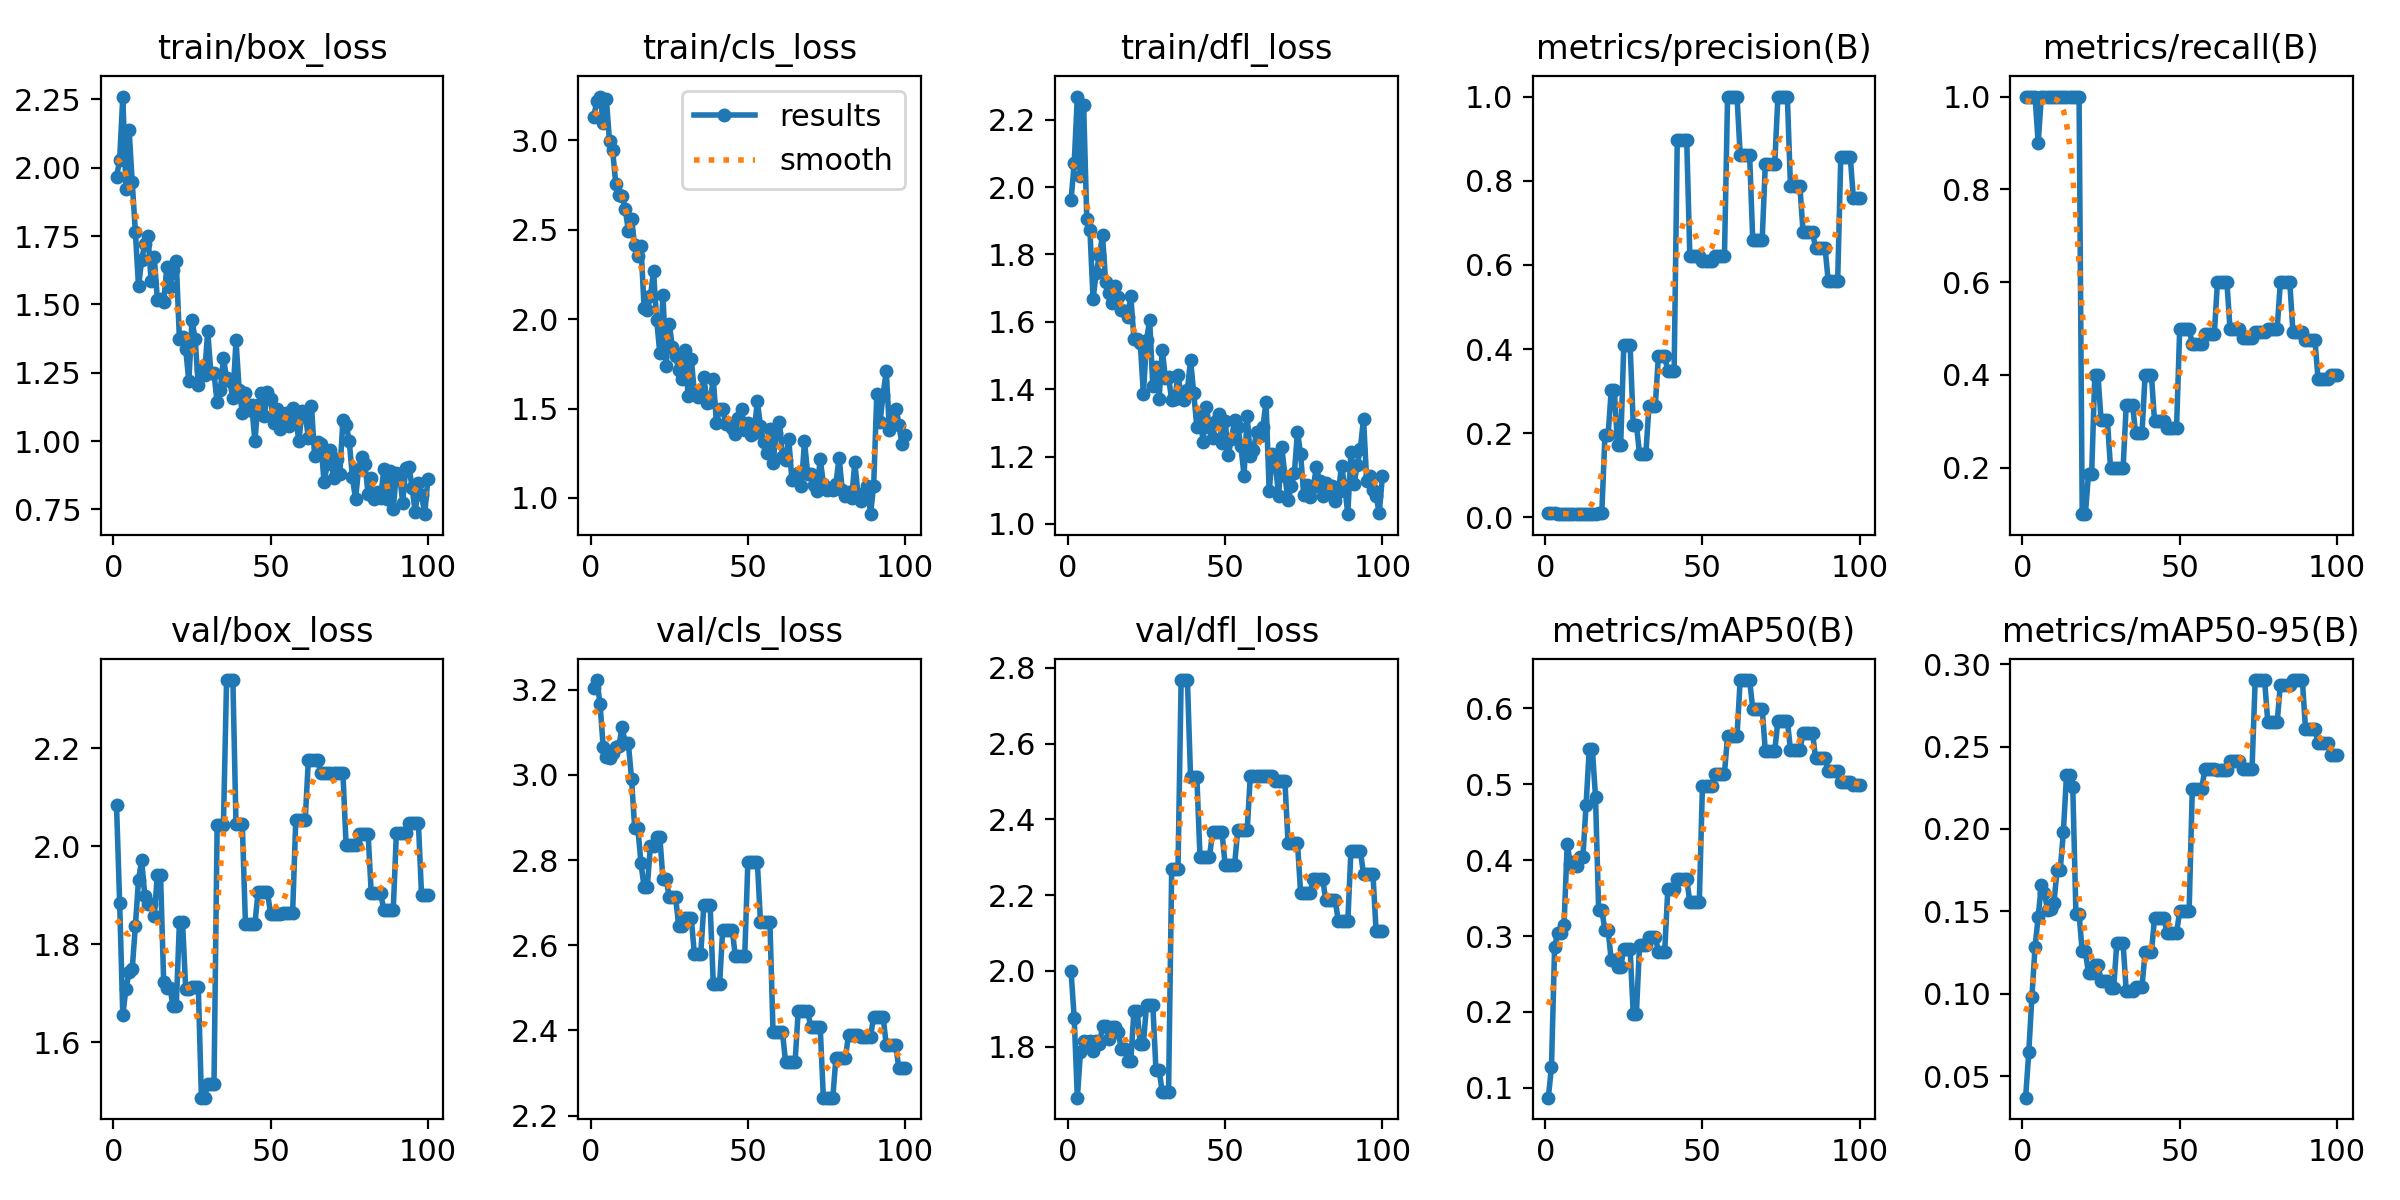 train/box_loss
2.25
2.00
1.75
1.50
1.25
1.00
0.75
0 50 100
train/cls_loss
results
smooth
3.0
2.5
2.0
1.5
1.0
0 50 100
train/dfl_loss
2.2
2.0
1.8
1.6
1.4
1.2
1.0
0 50 100
metrics/precision(B)
1.0
0.8
0.6
0.4
0.2
0.0
0 50 100
metrics/recall(B)
1.0
0.8
0.6
0.4
0.2
0 50 100
val/box_loss
2.2
2.0
1.8
1.6
0 50 100
val/cls_loss
3.2
3.0
2.8
2.6
2.4
2.2
0 50 100
val/dfl_loss
2.8
2.6
2.4
2.2
2.0
1.8
0 50 100
metrics/mAP50(B)
0.6
0.5
0.4
0.3
0.2
0.1
0 50 100
metrics/mAP50-95(B)
0.30
0.25
0.20
0.15
0.10
0.05
0 50 100